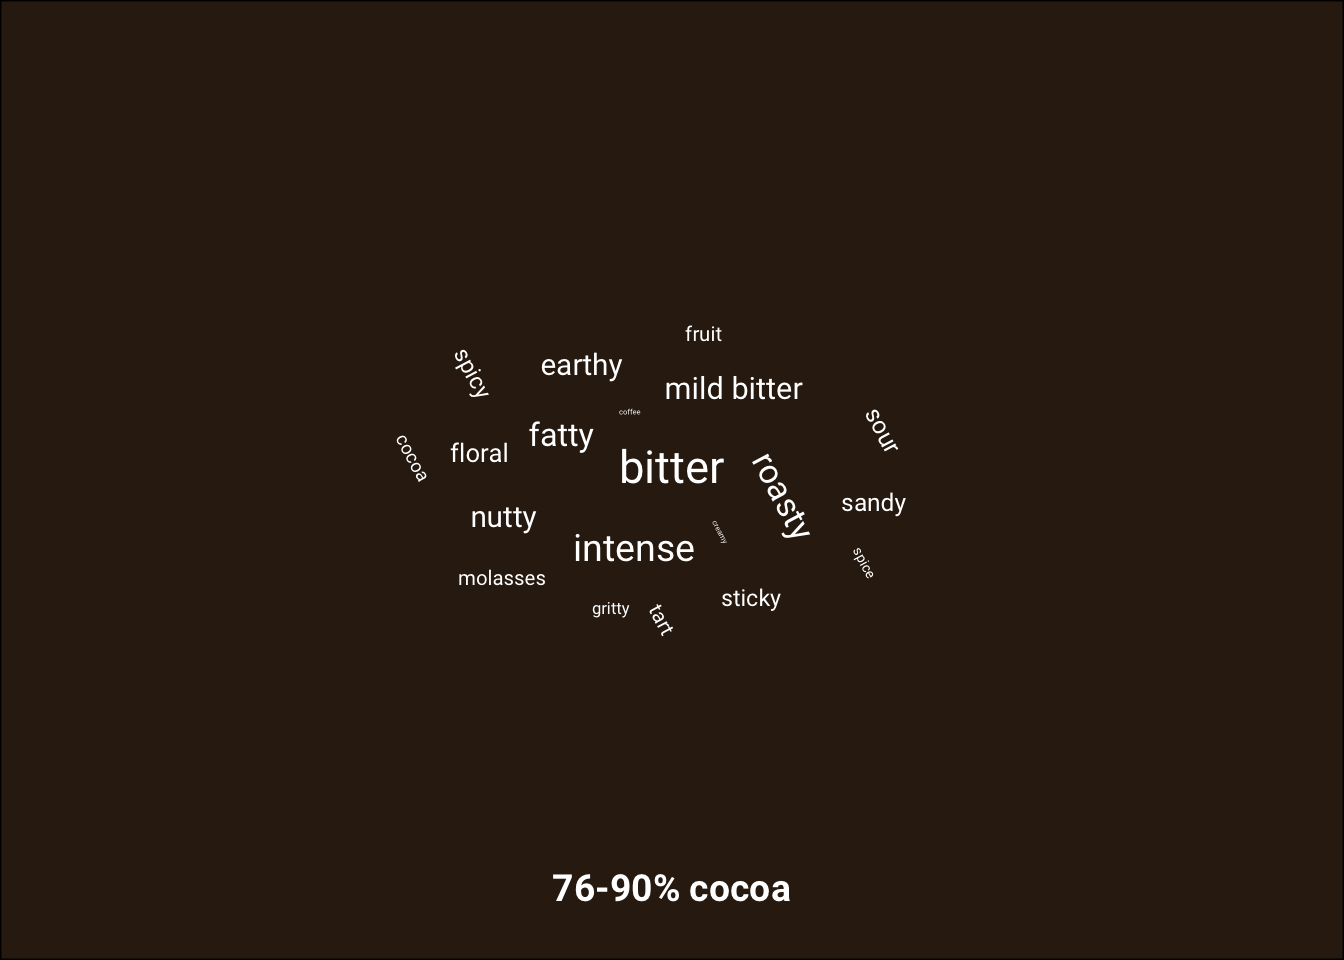 fruit
spicy
earthy
mild bitter
coffee
sour
fatty
floral
cocoa
bitter
roasty
sandy
nutty
creamy
intense
spice
molasses
sticky
gritty
tart
76-90% cocoa